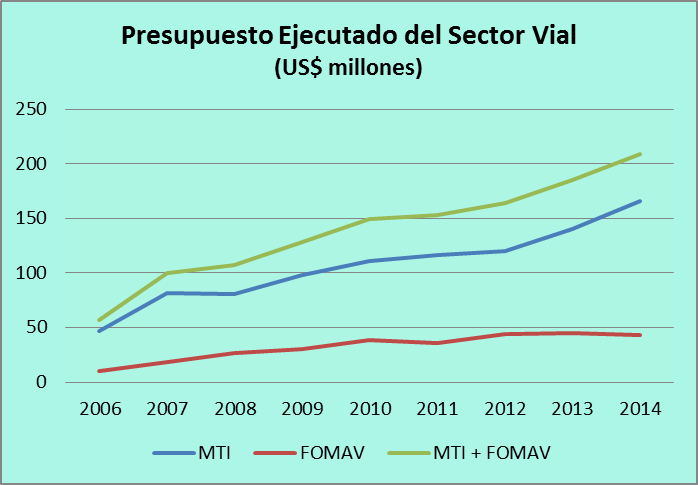 Presupuesto Ejecutado del Sector Vial
(US$ millones)
250
200
150
100
50
0
2006 2007 2008 2009 2010 2011 2012 2013 2014
MTI FOMAV MTI + FOMAV